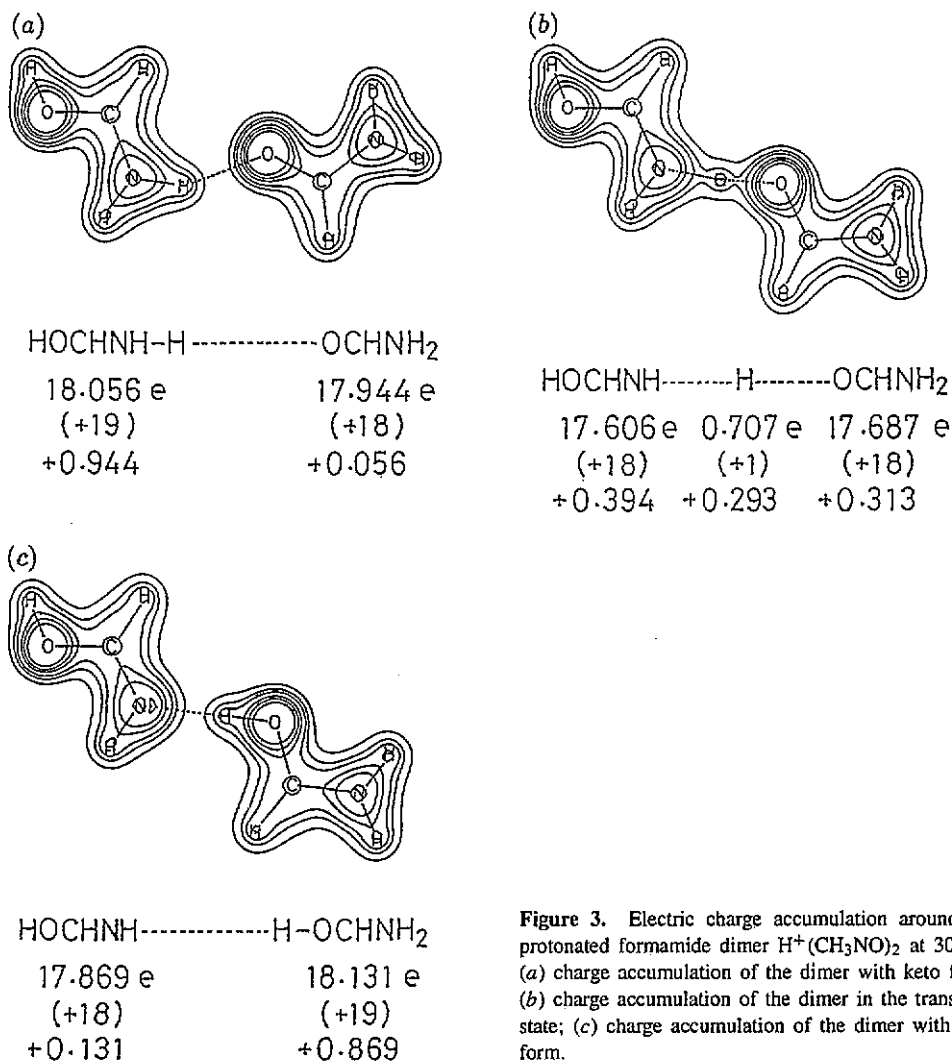 (a)
H
H
O
C
N
H
H
O
C
H
N
H
H
HOCHNH-H------------OCHNH₂
18·056 e 17·944 e
(+19) (+18)
+0·944 +0·056
(b)
H
H
O
C
N
H
O
C
N
H
H
H
HOCHNH--------H--------OCHNH₂
17·606 e 0·707 e 17·687 e
(+18) (+1) (+18)
+0·394 +0·293 +0·313
(c)
H
H
O
C
N
H
H
O
C
N
H
H
H
HOCHNH------------H-OCHNH₂
17·869 e 18·131 e
(+18) (+19)
+0·131 +0·869
Figure 3. Electric charge accumulation around
protonated formamide dimer H⁺(CH₃NO)₂ at 30
(a) charge accumulation of the dimer with keto
(b) charge accumulation of the dimer in the
state; (c) charge accumulation of the dimer with
form.